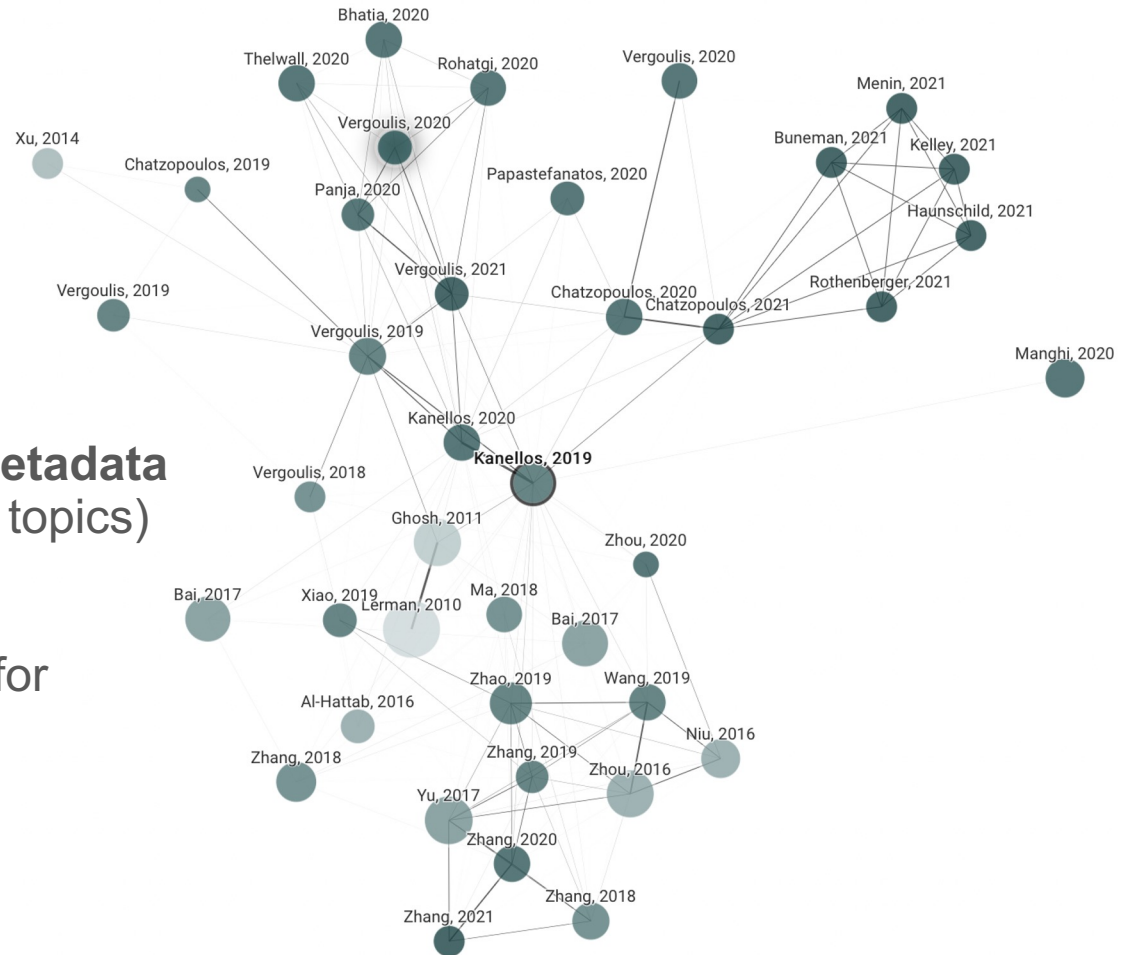 Bhatia, 2020
Thelwall, 2020
Rohatgi, 2020
Vergoulis, 2020
Menin, 2021
Xu, 2014
Vergoulis, 2020
Buneman, 2021
Kelley, 2021
Chatzopoulos, 2019
Panja, 2020
Papastefanatos, 2020
Haunschild, 2021
Vergoulis, 2021
Vergoulis, 2019
Chatzopoulos, 2020
Chatzopoulos, 2021
Rothenberger, 2021
Vergoulis, 2019
Manghi, 2020
Kanellos, 2020
Kanellos, 2019
etadata
topics)
Vergoulis, 2018
Ghosh, 2011
Zhou, 2020
Bai, 2017
Xiao, 2019
Lerman, 2010
Ma, 2018
Bai, 2017
for
Zhao, 2019
Wang, 2019
Al-Hattab, 2016
Niu, 2016
Zhang, 2018
Zhang, 2019
Zhou, 2016
Yu, 2017
Zhang, 2020
Zhang, 2018
Zhang, 2021